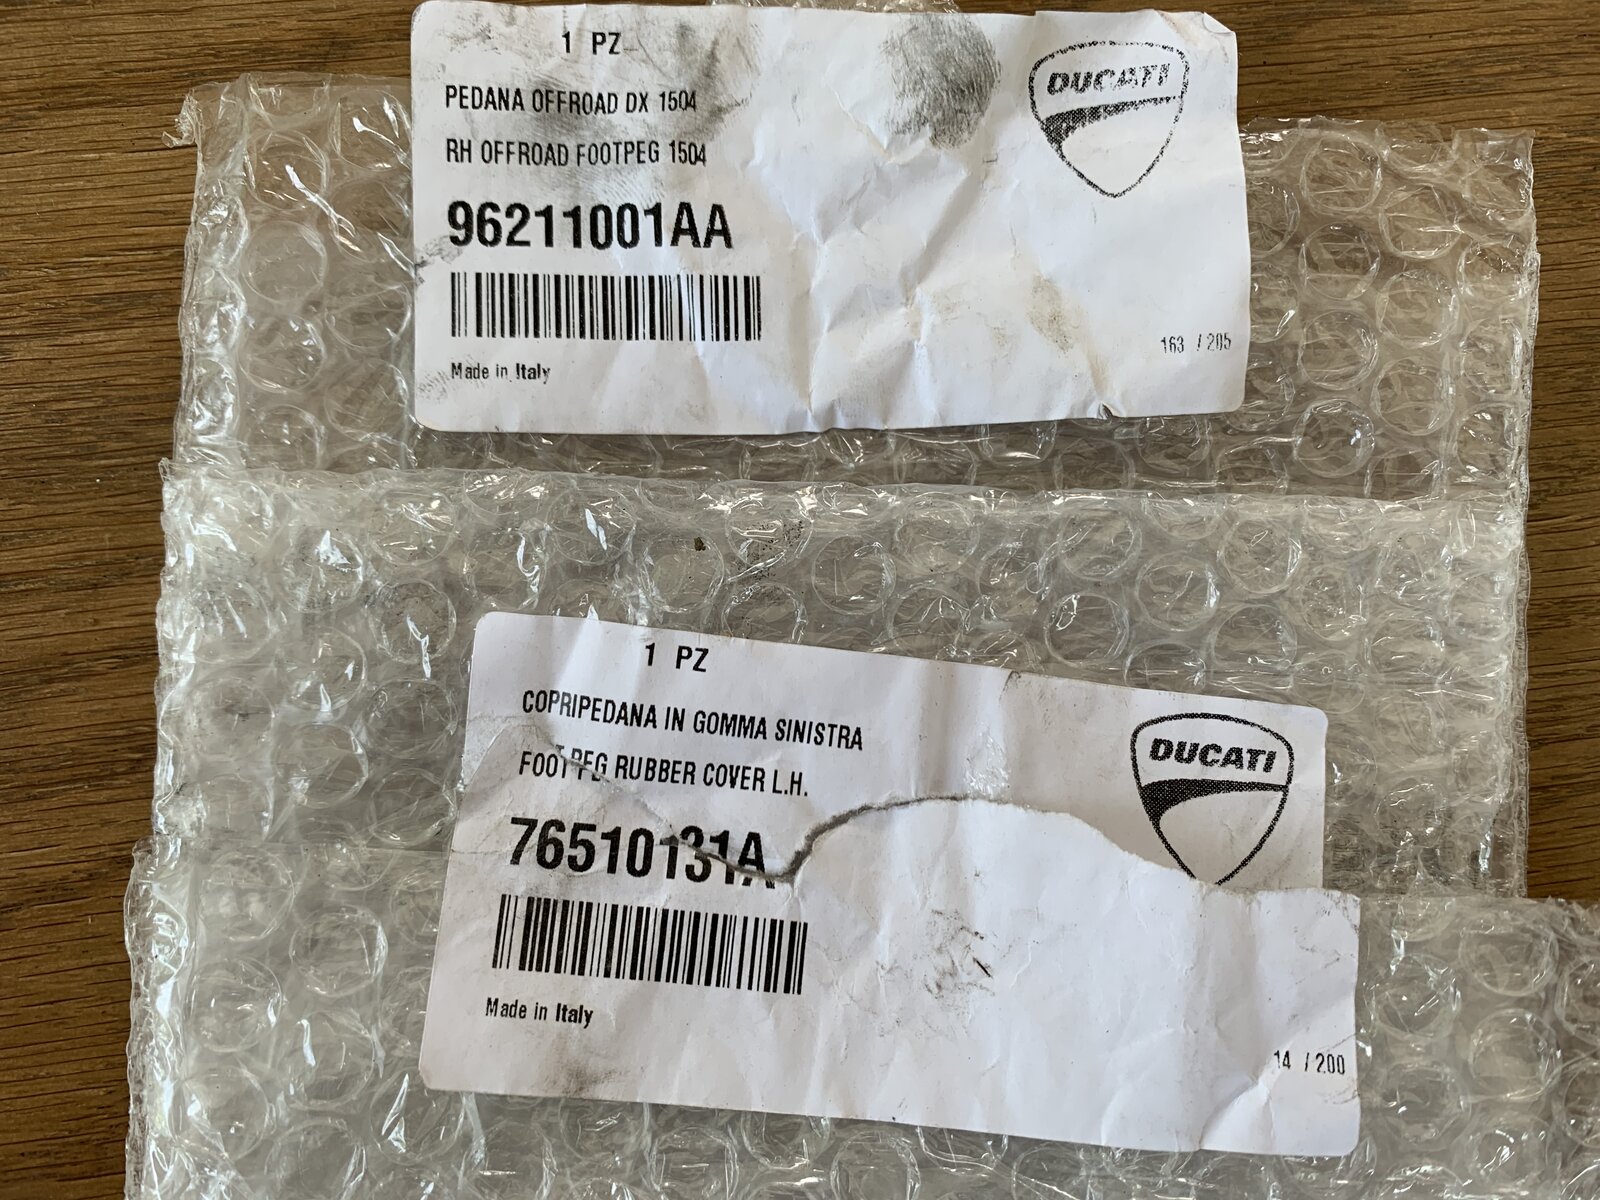 1 PZ
PEDANA OFFROAD DX 1504
RH OFFROAD FOOTPEG 1504
96211001AA
Made in Italy
DUCATI
163 / 205
1 PZ
COPRIPEDANA IN GOMMA SINISTRA
FOOTPEG RUBBER COVER L.H.
76510131A
Made in Italy
DUCATI
14 / 200